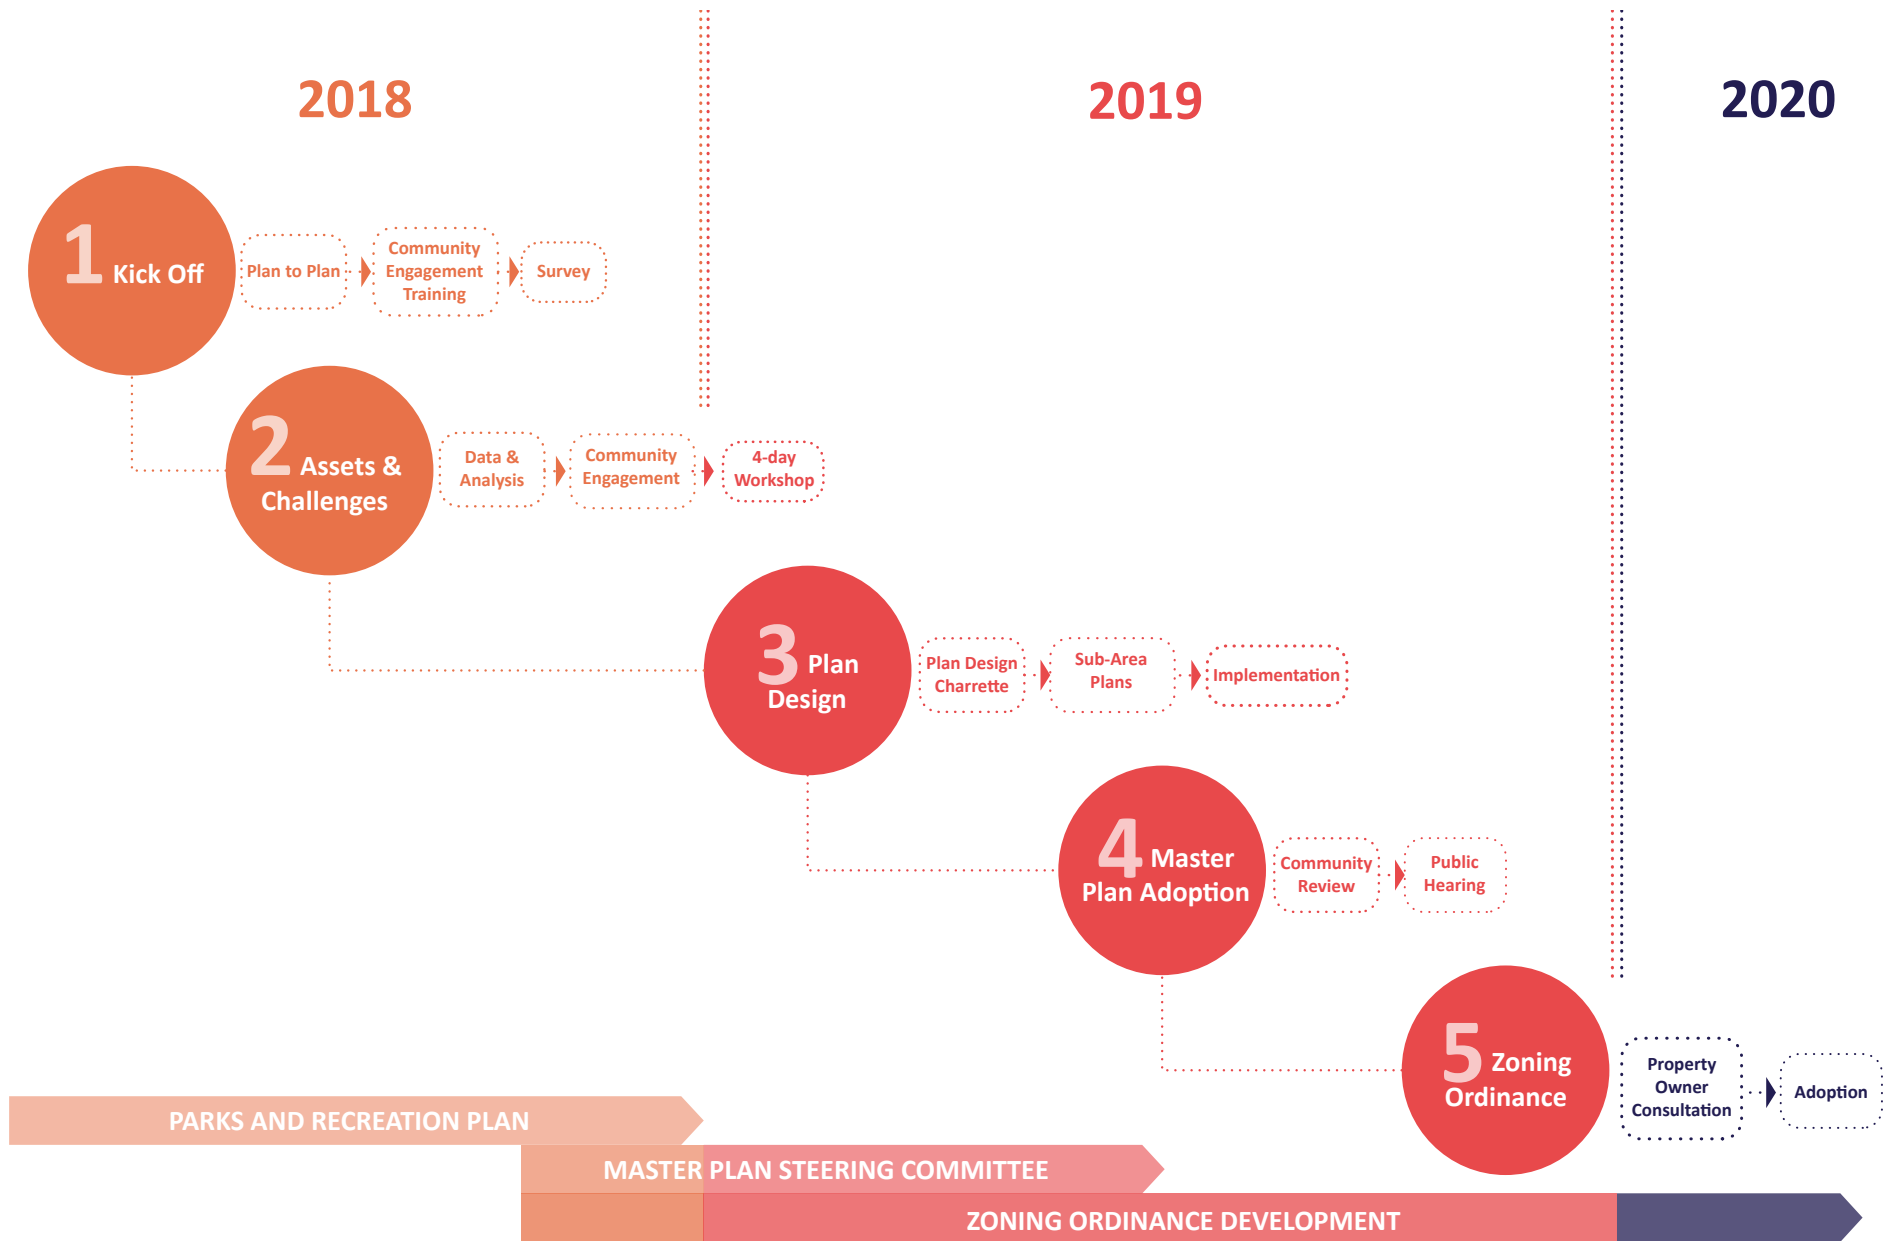 2018
2019
2020
1 Kick Off
Plan to Plan
Community
Engagement
Training
Survey
2 Assets &
Challenges
Data &
Analysis
Community
Engagement
4-day
Workshop
3 Plan
Design
Plan Design
Charrette
Sub-Area
Plans
Implementation
4 Master
Plan Adoption
Community
Review
Public
Hearing
5 Zoning
Ordinance
Property
Owner
Consultation
Adoption
PARKS AND RECREATION PLAN
MASTER PLAN STEERING COMMITTEE
ZONING ORDINANCE DEVELOPMENT